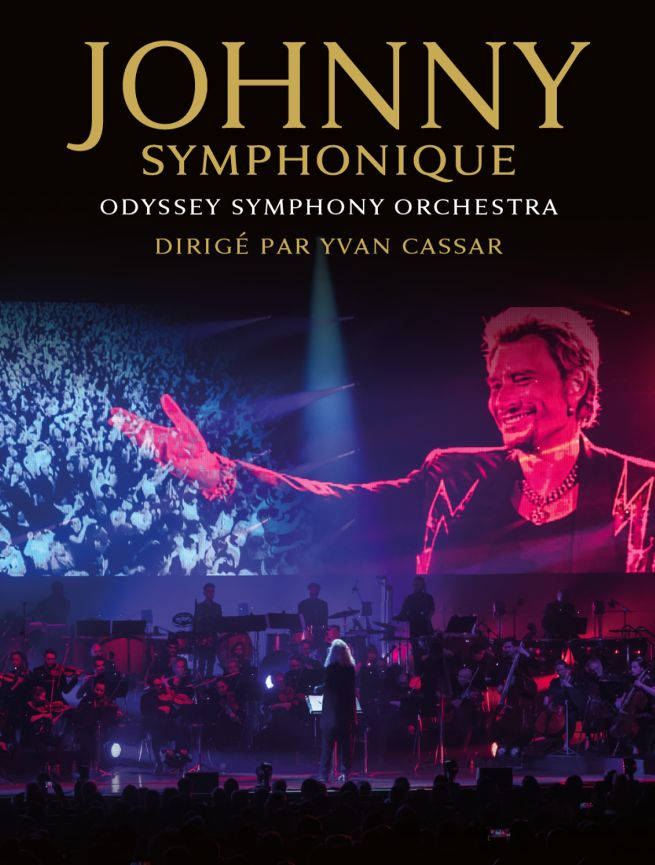 JOHNNY
SYMPHONIQUE
ODYSSEY SYMPHONY ORCHESTRA
DIRIGÉ PAR YVAN CASSAR